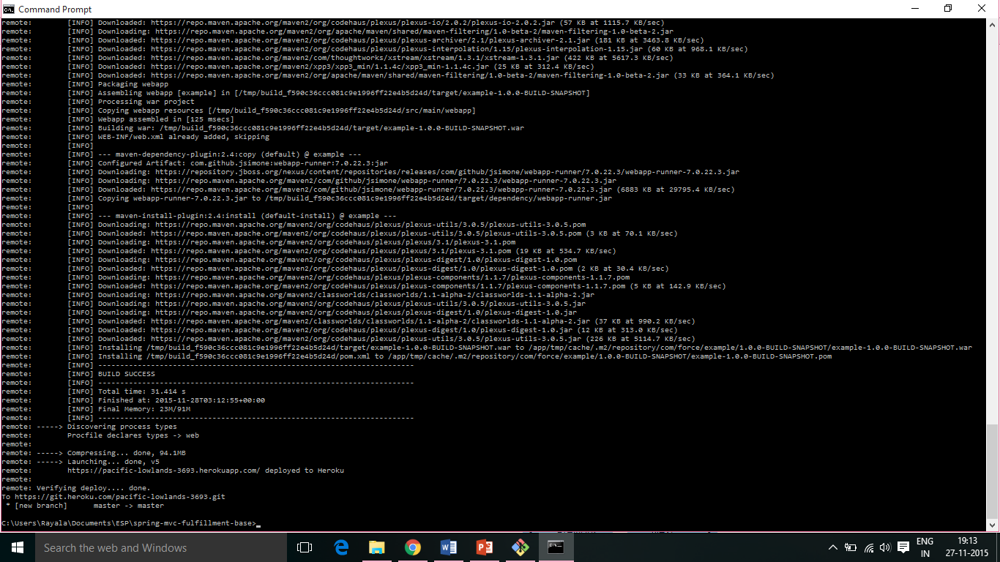 Command Prompt
remote:        [INFO] Downloaded: https://repo.maven.apache.org/maven2/org/codehaus/plexus/plexus-io/2.0.2/plexus-io-2.0.2.jar (57 KB at 1115.7 KB/sec)
remote:        [INFO] Downloading: https://repo.maven.apache.org/maven2/org/apache/maven/shared/maven-filtering/1.0-beta-2/maven-filtering-1.0-beta-2.jar
remote:        [INFO] Downloaded: https://repo.maven.apache.org/maven2/org/codehaus/plexus/plexus-archiver/2.1/plexus-archiver-2.1.jar (181 KB at 3463.8 KB/sec)
remote:        [INFO] Downloaded: https://repo.maven.apache.org/maven2/org/codehaus/plexus/plexus-interpolation/1.15/plexus-interpolation-1.15.jar (60 KB at 968.1 KB/sec)
remote:        [INFO] Downloaded: https://repo.maven.apache.org/maven2/com/thoughtworks/xstream/xstream/1.3.1/xstream-1.3.1.jar (422 KB at 5617.3 KB/sec)
remote:        [INFO] Downloaded: https://repo.maven.apache.org/maven2/xpp3/xpp3_min/1.1.4c/xpp3_min-1.1.4c.jar (25 KB at 312.4 KB/sec)
remote:        [INFO] Downloaded: https://repo.maven.apache.org/maven2/org/apache/maven/shared/maven-filtering/1.0-beta-2/maven-filtering-1.0-beta-2.jar (33 KB at 364.1 KB/sec)
remote:        [INFO] Packaging webapp
remote:        [INFO] Assembling webapp [example] in [/tmp/build_f590c36ccc081c9e1996ff22e4b5d24d/target/example-1.0.0-BUILD-SNAPSHOT]
remote:        [INFO] Processing war project
remote:        [INFO] Copying webapp resources [/tmp/build_f590c36ccc081c9e1996ff22e4b5d24d/src/main/webapp]
remote:        [INFO] Webapp assembled in [125 msecs]
remote:        [INFO] Building war: /tmp/build_f590c36ccc081c9e1996ff22e4b5d24d/target/example-1.0.0-BUILD-SNAPSHOT.war
remote:        [INFO] WEB-INF/web.xml already added, skipping
remote:        [INFO]
remote:        [INFO] --- maven-dependency-plugin:2.4:copy (default) @ example ---
remote:        [INFO] Configured Artifact: com.github.jsimone:webapp-runner:7.0.22.3:jar
remote:        [INFO] Downloading: https://repository.jboss.org/nexus/content/repositories/releases/com/github/jsimone/webapp-runner/7.0.22.3/webapp-runner-7.0.22.3.jar
remote:        [INFO] Downloading: https://repo.maven.apache.org/maven2/com/github/jsimone/webapp-runner/7.0.22.3/webapp-runner-7.0.22.3.jar
remote:        [INFO] Downloaded: https://repo.maven.apache.org/maven2/com/github/jsimone/webapp-runner/7.0.22.3/webapp-runner-7.0.22.3.jar (6883 KB at 29795.4 KB/sec)
remote:        [INFO] Copying webapp-runner-7.0.22.3.jar to /tmp/build_f590c36ccc081c9e1996ff22e4b5d24d/target/dependency/webapp-runner.jar
remote:        [INFO]
remote:        [INFO] --- maven-install-plugin:2.4:install (default-install) @ example ---
remote:        [INFO] Downloading: https://repo.maven.apache.org/maven2/org/codehaus/plexus/plexus-utils/3.0.5/plexus-utils-3.0.5.pom
remote:        [INFO] Downloaded: https://repo.maven.apache.org/maven2/org/codehaus/plexus/plexus-utils/3.0.5/plexus-utils-3.0.5.pom (3 KB at 70.1 KB/sec)
remote:        [INFO] Downloading: https://repo.maven.apache.org/maven2/org/codehaus/plexus/plexus/3.1/plexus-3.1.pom
remote:        [INFO] Downloaded: https://repo.maven.apache.org/maven2/org/codehaus/plexus/plexus/3.1/plexus-3.1.pom (19 KB at 534.7 KB/sec)
remote:        [INFO] Downloading: https://repo.maven.apache.org/maven2/org/codehaus/plexus/plexus-digest/1.0/plexus-digest-1.0.pom
remote:        [INFO] Downloaded: https://repo.maven.apache.org/maven2/org/codehaus/plexus/plexus-digest/1.0/plexus-digest-1.0.pom (2 KB at 30.4 KB/sec)
remote:        [INFO] Downloading: https://repo.maven.apache.org/maven2/org/codehaus/plexus/plexus-components/1.1.7/plexus-components-1.1.7.pom
remote:        [INFO] Downloaded: https://repo.maven.apache.org/maven2/org/codehaus/plexus/plexus-components/1.1.7/plexus-components-1.1.7.pom (5 KB at 142.9 KB/sec)
remote:        [INFO] Downloading: https://repo.maven.apache.org/maven2/classworlds/classworlds/1.1-alpha-2/classworlds-1.1-alpha-2.jar
remote:        [INFO] Downloading: https://repo.maven.apache.org/maven2/org/codehaus/plexus/plexus-utils/3.0.5/plexus-utils-3.0.5.jar
remote:        [INFO] Downloading: https://repo.maven.apache.org/maven2/org/codehaus/plexus/plexus-digest/1.0/plexus-digest-1.0.jar
remote:        [INFO] Downloaded: https://repo.maven.apache.org/maven2/classworlds/classworlds/1.1-alpha-2/classworlds-1.1-alpha-2.jar (37 KB at 990.2 KB/sec)
remote:        [INFO] Downloaded: https://repo.maven.apache.org/maven2/org/codehaus/plexus/plexus-digest/1.0/plexus-digest-1.0.jar (12 KB at 313.0 KB/sec)
remote:        [INFO] Downloaded: https://repo.maven.apache.org/maven2/org/codehaus/plexus/plexus-utils/3.0.5/plexus-utils-3.0.5.jar (226 KB at 5114.7 KB/sec)
remote:        [INFO] Installing /tmp/build_f590c36ccc081c9e1996ff22e4b5d24d/target/example-1.0.0-BUILD-SNAPSHOT.war to /app/tmp/cache/.m2/repository/com/force/example/1.0.0-BUILD-SNAPSHOT/example-1.0.0-BUILD-SNAPSHOT.war
remote:        [INFO] Installing /tmp/build_f590c36ccc081c9e1996ff22e4b5d24d/pom.xml to /app/tmp/cache/.m2/repository/com/force/example/1.0.0-BUILD-SNAPSHOT/example-1.0.0-BUILD-SNAPSHOT.pom
remote:        [INFO] ------------------------------------------------------------------------
remote:        [INFO] BUILD SUCCESS
remote:        [INFO] ------------------------------------------------------------------------
remote:        [INFO] Total time: 31.414 s
remote:        [INFO] Finished at: 2015-11-28T03:12:55+00:00
remote:        [INFO] Final Memory: 23M/91M
remote:        [INFO] ------------------------------------------------------------------------
remote: -----> Discovering process types
remote:        Procfile declares types -> web
remote:
remote: -----> Compressing... done, 94.1MB
remote: -----> Launching... done, v5
remote:        https://pacific-lowlands-3693.herokuapp.com/ deployed to Heroku
remote:
remote: Verifying deploy.... done.
To https://git.heroku.com/pacific-lowlands-3693.git
 * [new branch]      master -> master
C:\Users\Rayala\Documents\ESP\spring-mvc-fulfillment-base>
Search the web and Windows
ENG
IN
19:13
27-11-2015